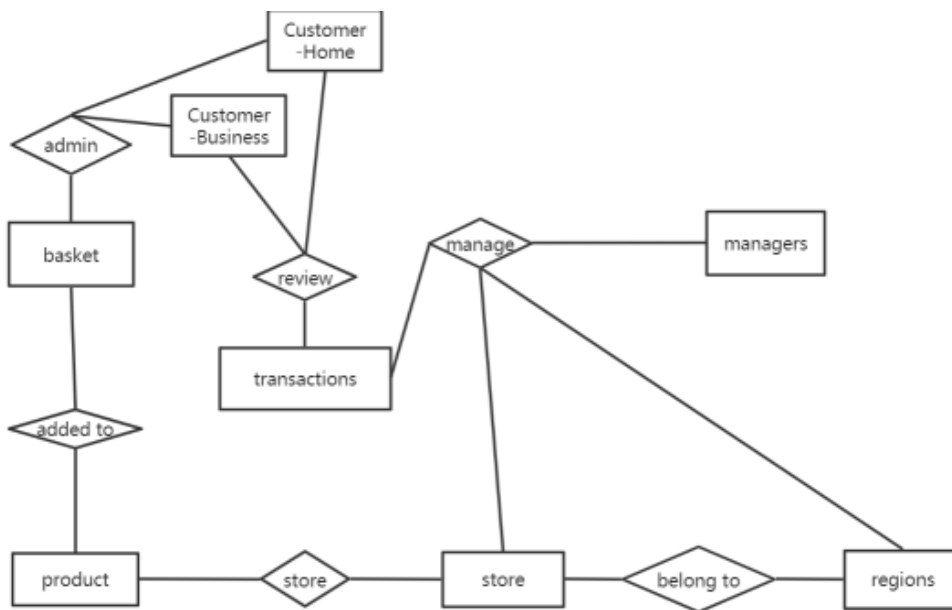 Customer
-Home
Customer
-Business
admin
basket
manage
managers
review
transactions
added to
product
store
store
belong to
regions